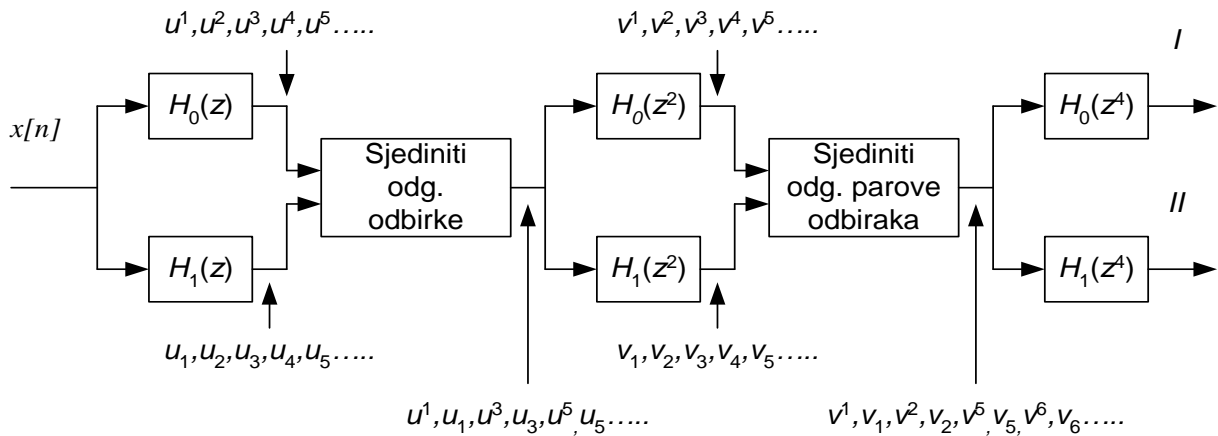 u¹,u²,u³,u⁴,u⁵…..
v¹,v²,v³,v⁴,v⁵…..
I
x[n]
H₀(z)
H₀(z²)
H₀(z⁴)
Sjediniti
odg.
odbirke
Sjediniti
odg. parove
odbiraka
II
H₁(z)
H₁(z²)
H₁(z⁴)
u₁,u₂,u₃,u₄,u₅…..
v₁,v₂,v₃,v₄,v₅…..
u¹,u₁,u³,u₃,u⁵,u₅…..
v¹,v₁,v²,v₂,v⁵,v₅,v⁶,v₆…..